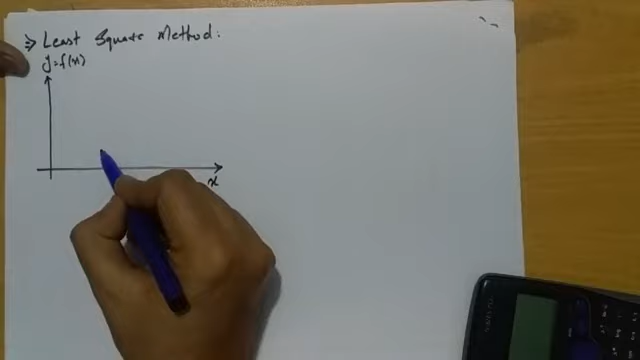 ⇒ Least Square Method:
y=f(x)
x